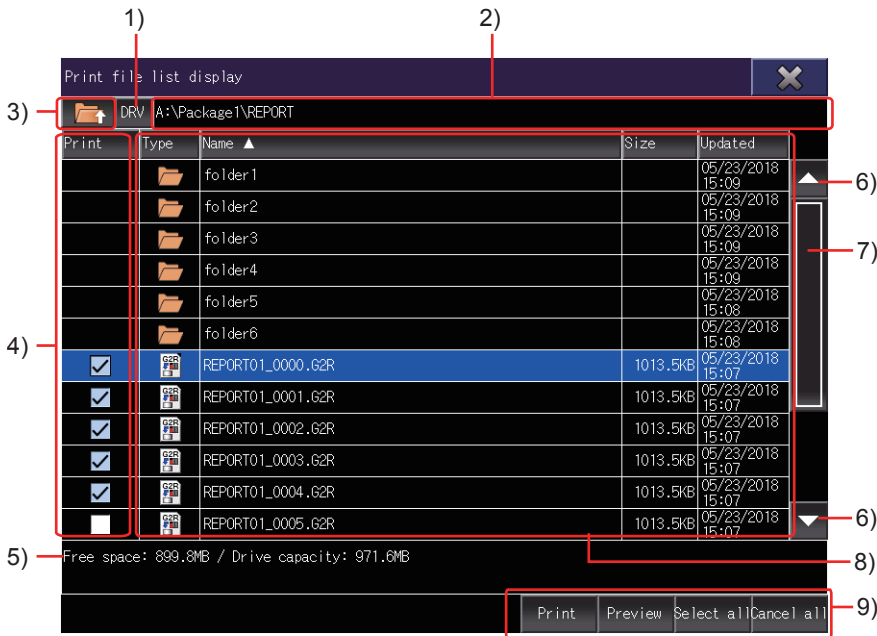 1)
2)
Print file list display
3)
DRV A:\Package1\REPORT
Print Type Name ▲ Size Updated
folder1 05/23/2018 15:09
6)
folder2 05/23/2018 15:09
folder3 05/23/2018 15:09
7)
folder4 05/23/2018 15:09
folder5 05/23/2018 15:08
folder6 05/23/2018 15:08
4)
G2R REPORT01_0000.G2R 1013.5KB 05/23/2018 15:07
G2R REPORT01_0001.G2R 1013.5KB 05/23/2018 15:07
G2R REPORT01_0002.G2R 1013.5KB 05/23/2018 15:07
G2R REPORT01_0003.G2R 1013.5KB 05/23/2018 15:07
G2R REPORT01_0004.G2R 1013.5KB 05/23/2018 15:07
G2R REPORT01_0005.G2R 1013.5KB 05/23/2018 15:07
6)
5)
Free space: 899.8MB / Drive capacity: 971.6MB
8)
Print Preview Select all Cancel all
9)